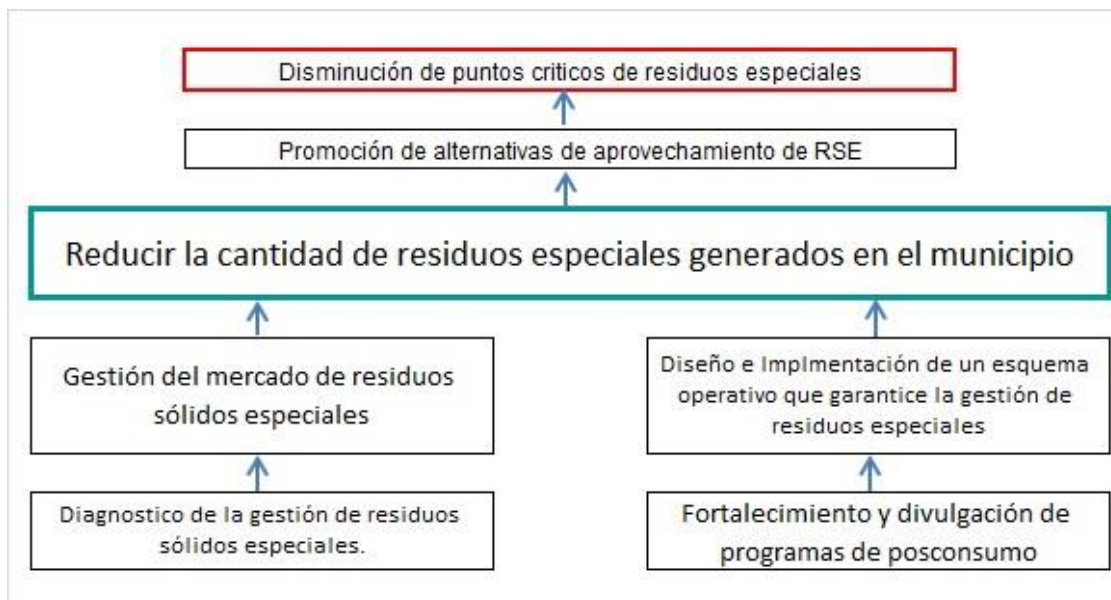 Disminución de puntos criticos de residuos especiales
Promoción de alternativas de aprovechamiento de RSE
Reducir la cantidad de residuos especiales generados en el municipio
Gestión del mercado de residuos
sólidos especiales
Diseño e Implmentación de un esquema
operativo que garantice la gestión de
residuos especiales
Diagnostico de la gestión de residuos
sólidos especiales.
Fortalecimiento y divulgación de
programas de posconsumo